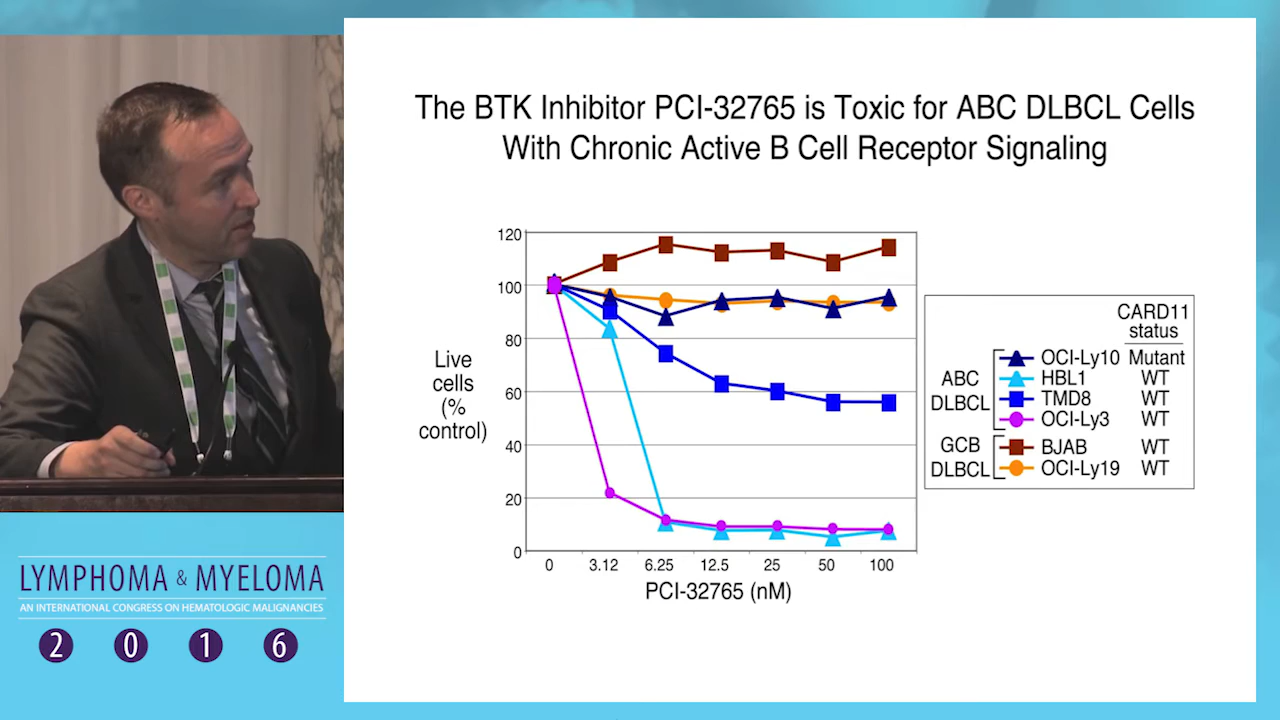 The BTK Inhibitor PCI-32765 is Toxic for ABC DLBCL Cells
With Chronic Active B Cell Receptor Signaling
Live
cells
(%
control)
120
100
80
60
40
20
0
0 3.12 6.25 12.5 25 50 100
PCI-32765 (nM)
CARD11
status
ABC
DLBCL
OCI-Ly10 Mutant
HBL1 WT
TMD8 WT
OCI-Ly3 WT
GCB
DLBCL
BJAB WT
OCI-Ly19 WT
LYMPHOMA & MYELOMA
AN INTERNATIONAL CONGRESS ON HEMATOLOGIC MALIGNANCIES
2 0 1 6